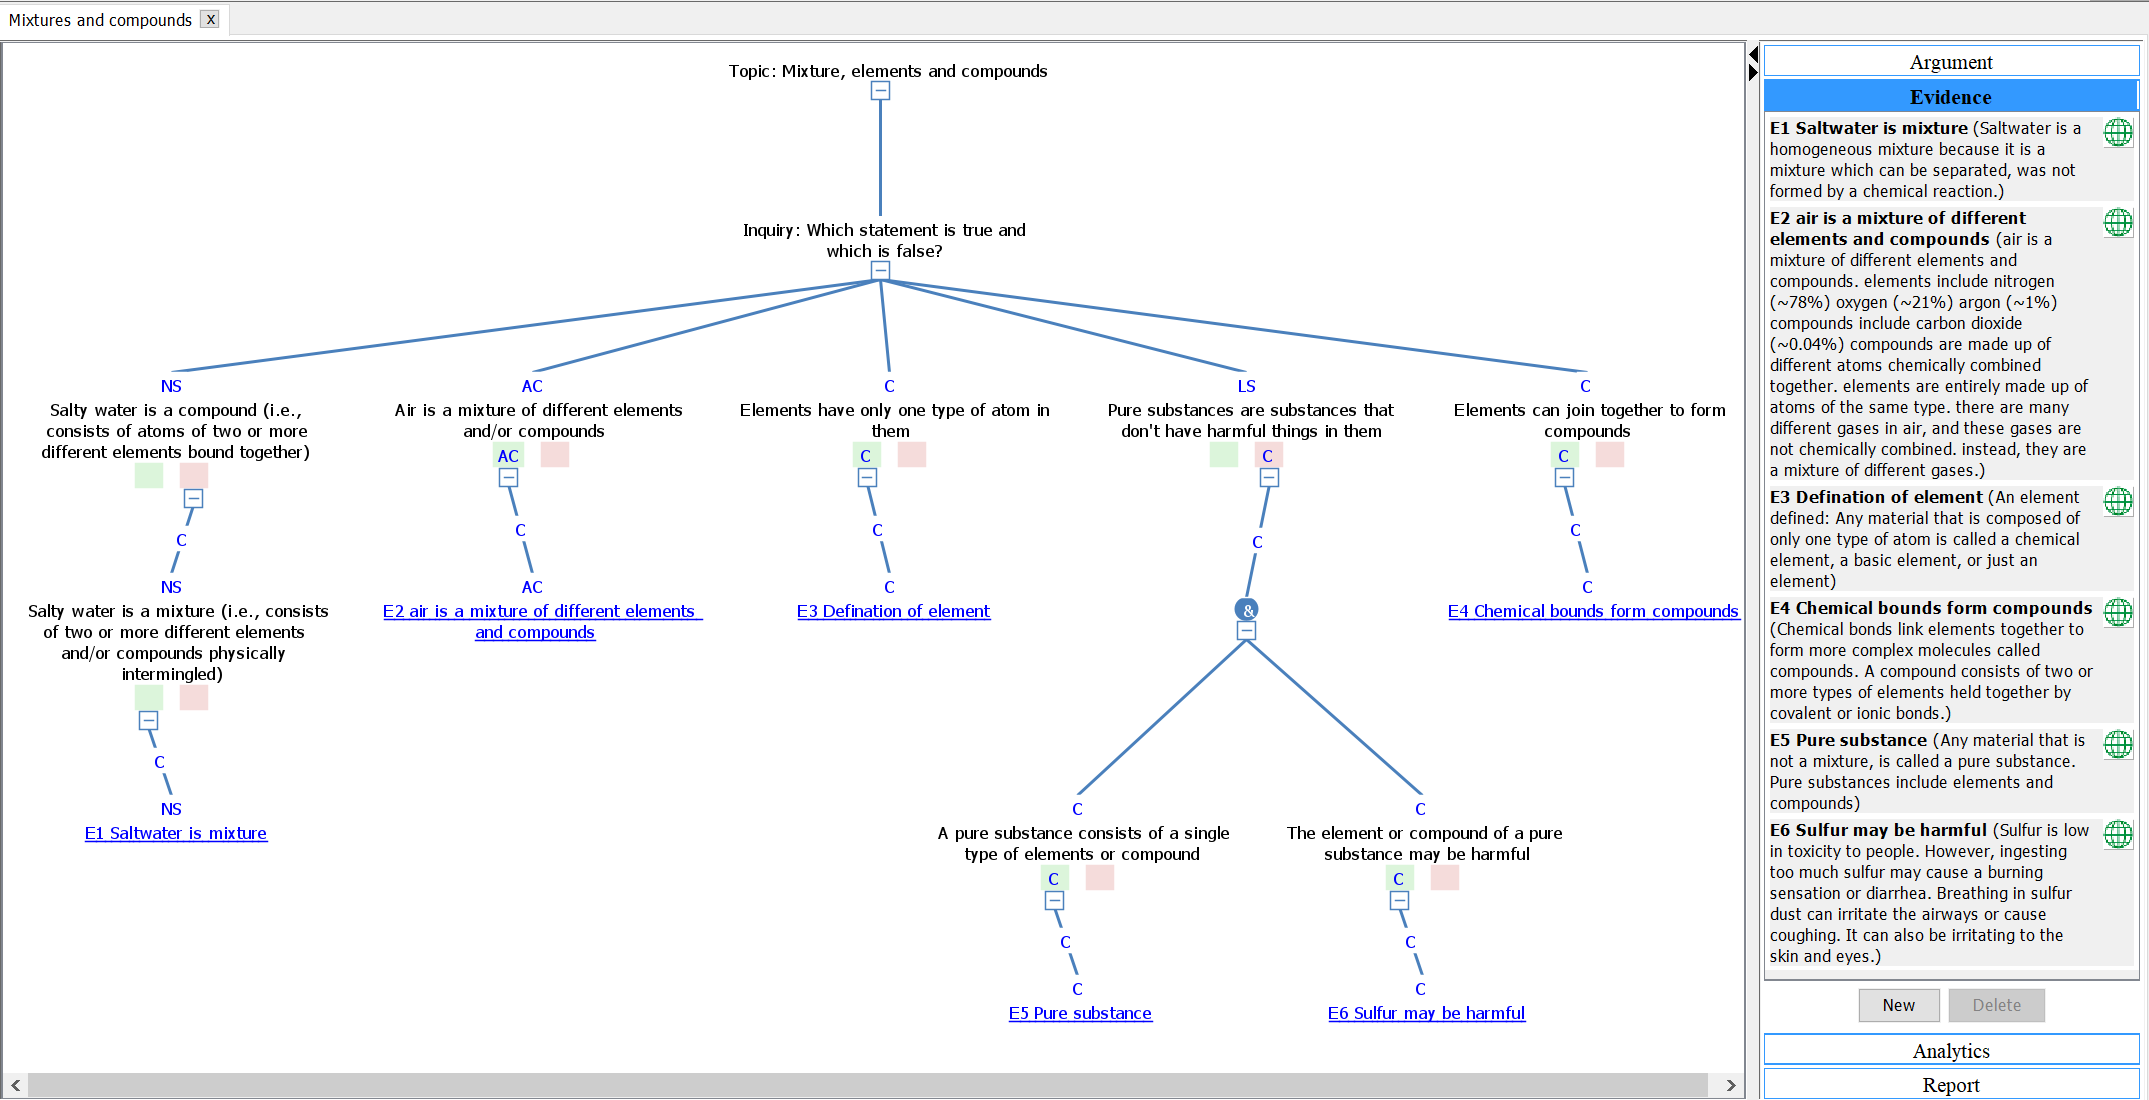 Mixtures and compounds x
Topic: Mixture, elements and compounds
Inquiry: Which statement is true and
which is false?
NS
Salty water is a compound (i.e.,
consists of atoms of two or more
different elements bound together)
C
NS
Salty water is a mixture (i.e., consists
of two or more different elements
and/or compounds physically
intermingled)
C
NS
E1 Saltwater is mixture
AC
Air is a mixture of different elements
and/or compounds
AC
C
AC
E2 air is a mixture of different elements
and compounds
C
Elements have only one type of atom in
them
C
C
C
E3 Defination of element
LS
Pure substances are substances that
don't have harmful things in them
C
C
&
C
A pure substance consists of a single
type of elements or compound
C
C
C
E5 Pure substance
C
The element or compound of a pure
substance may be harmful
C
C
C
E6 Sulfur may be harmful
C
Elements can join together to form
compounds
C
C
C
E4 Chemical bounds form compounds
Argument
Evidence
E1 Saltwater is mixture (Saltwater is a
homogeneous mixture because it is a
mixture which can be separated, was not
formed by a chemical reaction.)
E2 air is a mixture of different
elements and compounds (air is a
mixture of different elements and
compounds. elements include nitrogen
(~78%) oxygen (~21%) argon (~1%)
compounds include carbon dioxide
(~0.04%) compounds are made up of
different atoms chemically combined
together. elements are entirely made up of
atoms of the same type. there are many
different gases in air, and these gases are
not chemically combined. instead, they are
a mixture of different gases.)
E3 Defination of element (An element
defined: Any material that is composed of
only one type of atom is called a chemical
element, a basic element, or just an
element)
E4 Chemical bounds form compounds
(Chemical bonds link elements together to
form more complex molecules called
compounds. A compound consists of two or
more types of elements held together by
covalent or ionic bonds.)
E5 Pure substance (Any material that is
not a mixture, is called a pure substance.
Pure substances include elements and
compounds)
E6 Sulfur may be harmful (Sulfur is low
in toxicity to people. However, ingesting
too much sulfur may cause a burning
sensation or diarrhea. Breathing in sulfur
dust can irritate the airways or cause
coughing. It can also be irritating to the
skin and eyes.)
New Delete
Analytics
Report